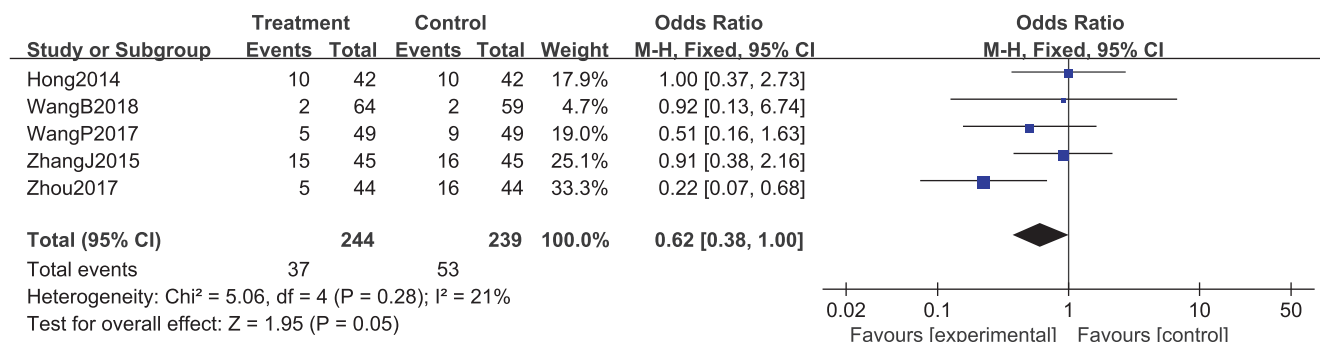 Treatment Control Odds Ratio Odds Ratio
Study or Subgroup Events Total Events Total Weight M-H, Fixed, 95% CI M-H, Fixed, 95% CI
Hong2014 10 42 10 42 17.9% 1.00 [0.37, 2.73]
WangB2018 2 64 2 59 4.7% 0.92 [0.13, 6.74]
WangP2017 5 49 9 49 19.0% 0.51 [0.16, 1.63]
ZhangJ2015 15 45 16 45 25.1% 0.91 [0.38, 2.16]
Zhou2017 5 44 16 44 33.3% 0.22 [0.07, 0.68]
Total (95% CI) 244 239 100.0% 0.62 [0.38, 1.00]
Total events 37 53
Heterogeneity: Chi² = 5.06, df = 4 (P = 0.28); I² = 21%
Test for overall effect: Z = 1.95 (P = 0.05)
0.02 0.1 1 10 50
Favours [experimental] Favours [control]